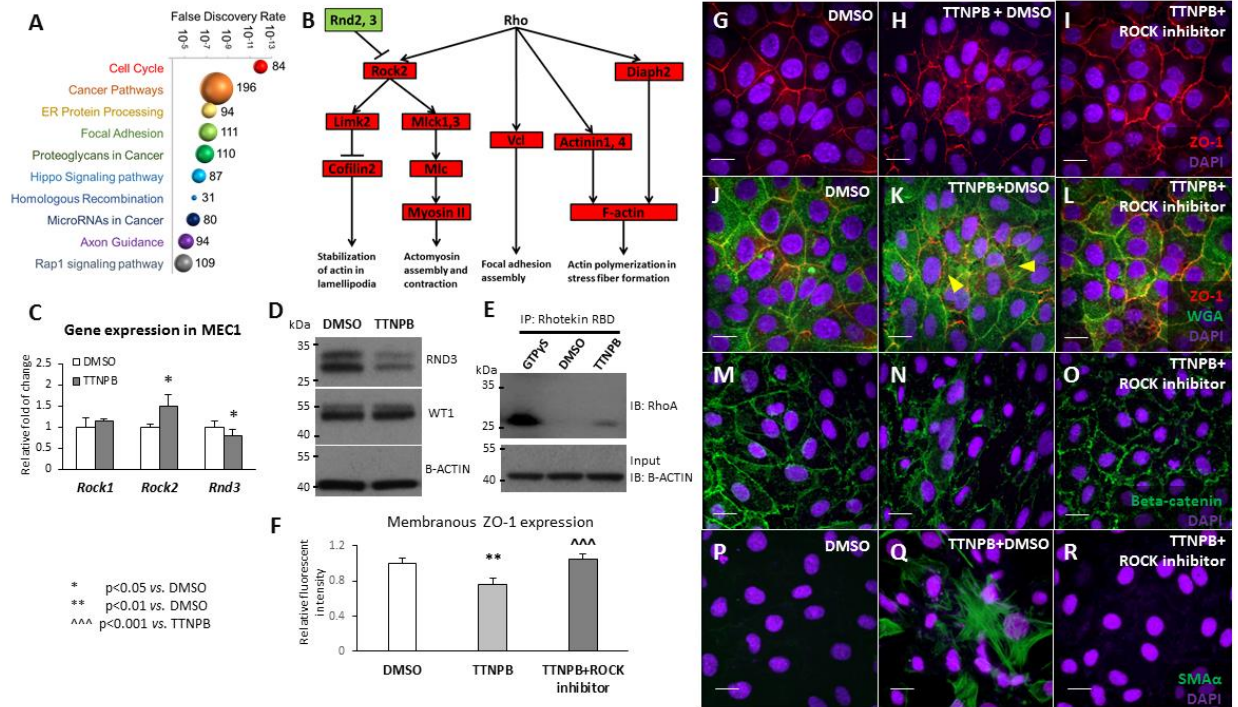 A
False Discovery Rate
10-5
10-7
10-9
10-11
10-13
Cell Cycle
84
Cancer Pathways
196
ER Protein Processing
94
Focal Adhesion
111
Proteoglycans in Cancer
110
Hippo Signaling pathway
87
Homologous Recombination
31
MicroRNAs in Cancer
80
Axon Guidance
94
Rap1 signaling pathway
109
B
Rnd2, 3
Rho
Rock2
Diaph2
Limk2
Mlck1,3
Vcl
Actinin1, 4
Cofilin2
Mlc
Myosin II
F-actin
Stabilization
of actin in
lamellipodia
Actomyosin
assembly and
contraction
Focal adhesion
assembly
Actin polymerization in
stress fiber formation
C
Gene expression in MEC1
Relative fold of change
DMSO
TTNPB
2.5
2
1.5
1
0.5
0
*
*
Rock1
Rock2
Rnd3
* p<0.05 vs. DMSO
** p<0.01 vs. DMSO
^^^ p<0.001 vs. TTNPB
D
kDa
DMSO
TTNPB
35
25
RND3
55
40
WT1
55
40
B-ACTIN
E
IP: Rhotekin RBD
GTPγS
DMSO
TTNPB
kDa
35
25
IB: RhoA
55
40
Input
IB: B-ACTIN
F
Membranous ZO-1 expression
Relative fluorescent
intensity
1.2
0.8
0.4
0
**
^^^
DMSO
TTNPB
TTNPB+ROCK
inhibitor
G
DMSO
H
TTNPB + DMSO
I
TTNPB+
ROCK inhibitor
ZO-1
DAPI
J
DMSO
K
TTNPB+DMSO
L
TTNPB+
ROCK inhibitor
ZO-1
WGA
DAPI
M
N
O
TTNPB+
ROCK inhibitor
Beta-catenin
DAPI
P
DMSO
Q
TTNPB+DMSO
R
TTNPB+
ROCK inhibitor
SMAα
DAPI